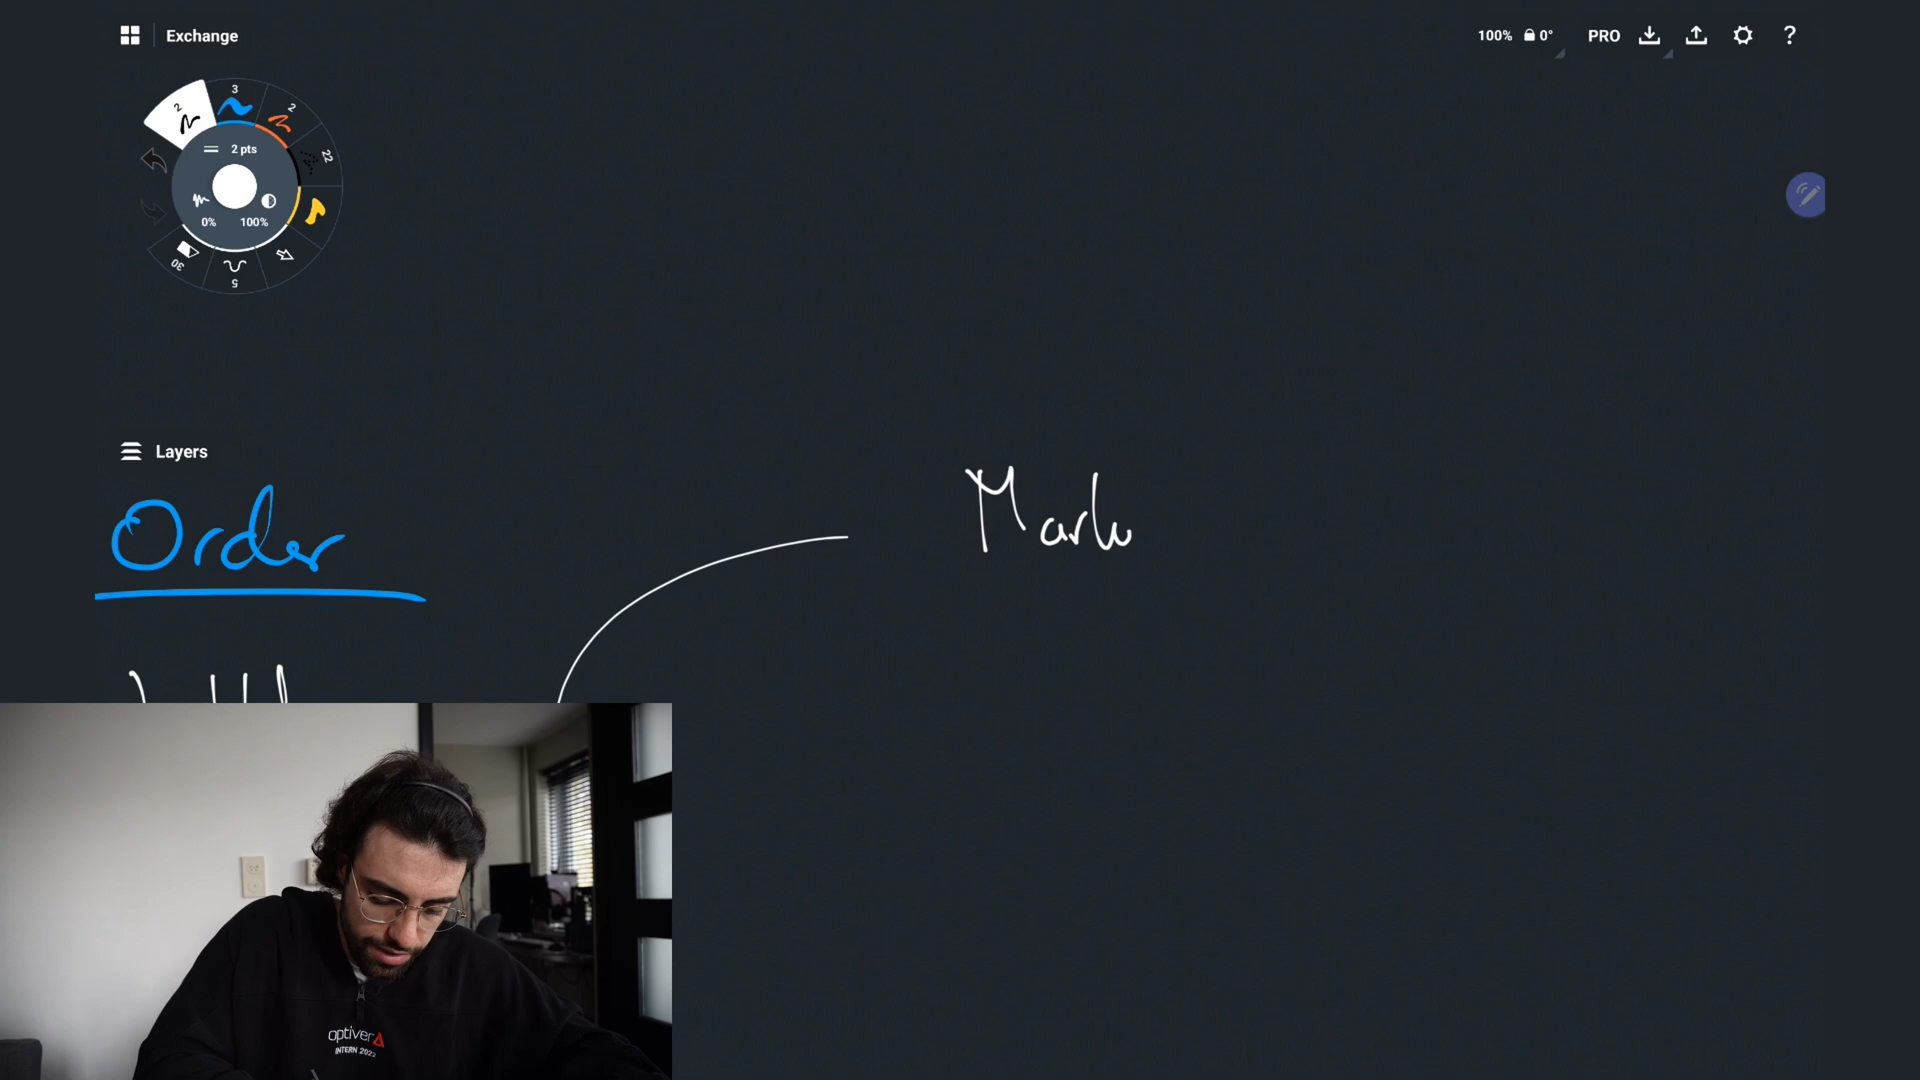 Exchange
100% 0° PRO ?
3
2
2
22
2 pts
0% 100%
30
5
Layers
Order
Mark
optiver
INTERN 2022